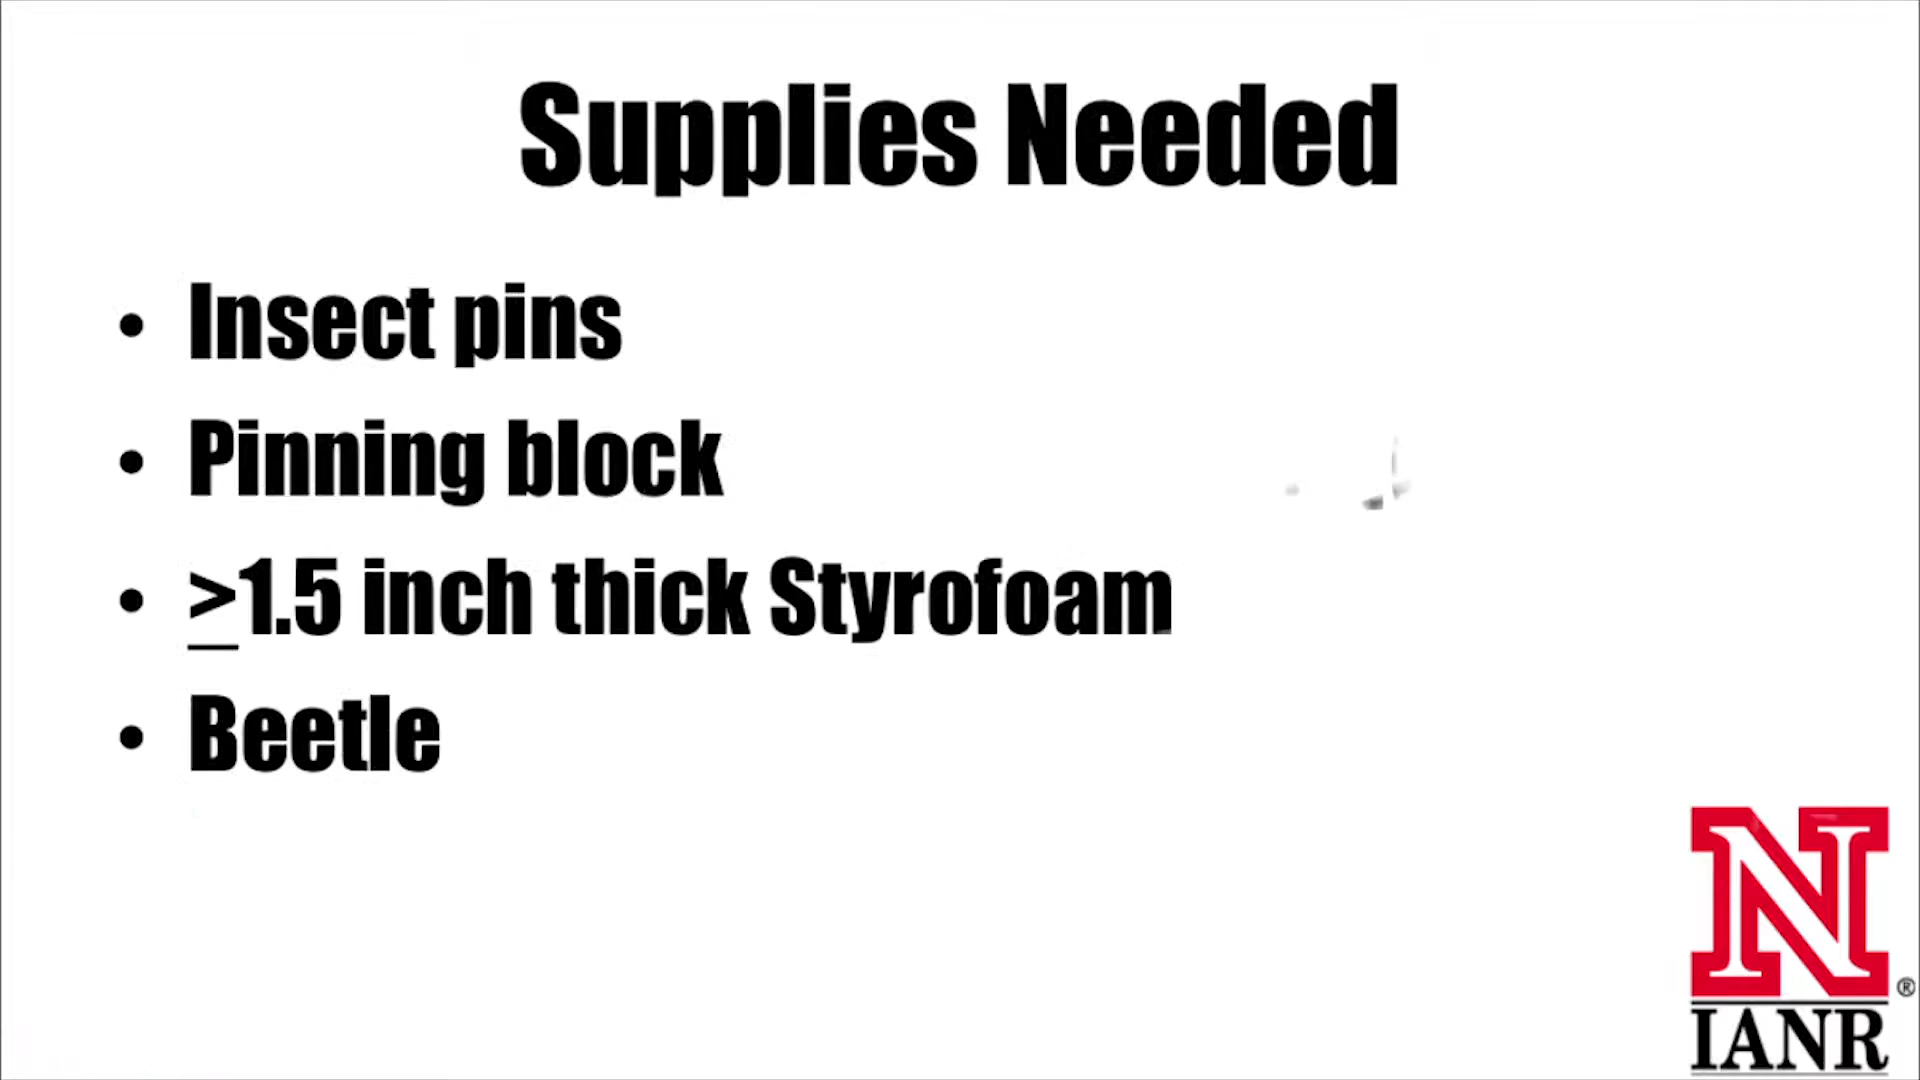 Supplies Needed
• Insect pins
• Pinning block
• >1.5 inch thick Styrofoam
• Beetle
N®
IANR